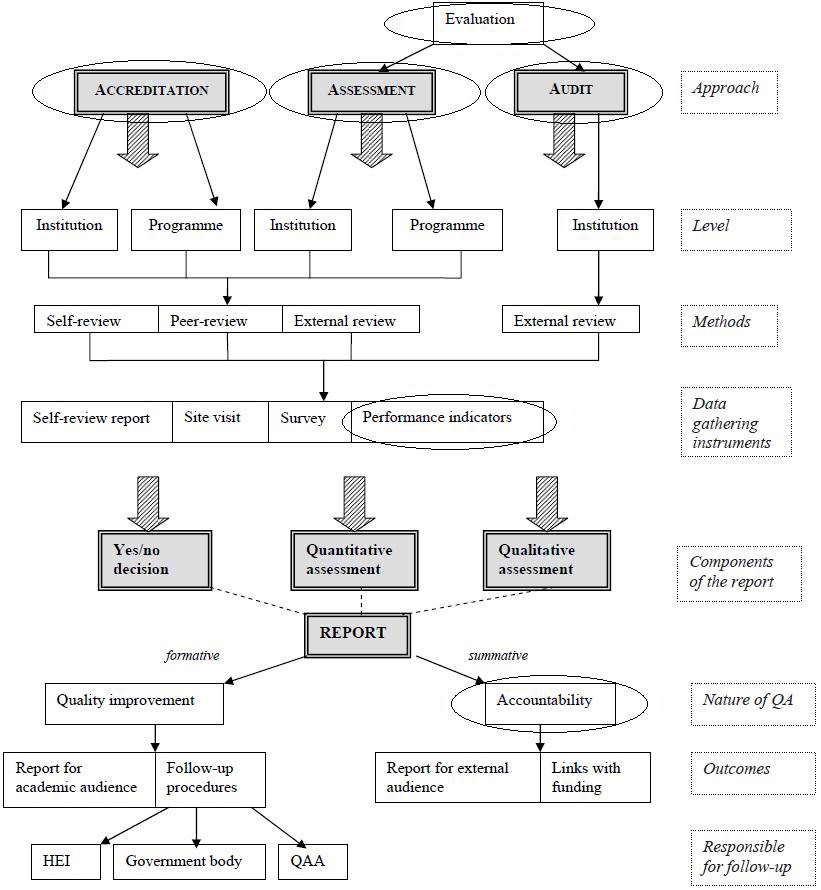 Evaluation
ACCREDITATION
ASSESSMENT
AUDIT
Approach
Institution
Programme
Institution
Programme
Institution
Level
Self-review
Peer-review
External review
External review
Methods
Self-review report
Site visit
Survey
Performance indicators
Data
gathering
instruments
Yes/no
decision
Quantitative
assessment
Qualitative
assessment
Components
of the report
REPORT
formative
summative
Quality improvement
Accountability
Nature of QA
Report for
academic audience
Follow-up
procedures
Report for external
audience
Links with
funding
Outcomes
HEI
Government body
QAA
Responsible
for follow-up